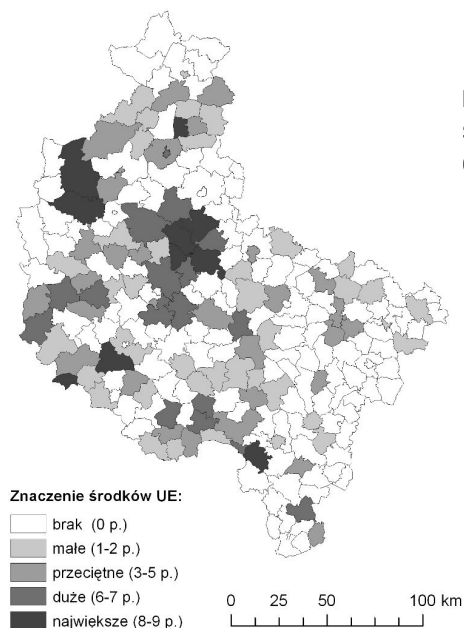 Znaczenie środków UE:
brak (0 p.)
małe (1-2 p.)
przeciętne (3-5 p.)
duże (6-7 p.)
największe (8-9 p.)
0 25 50 100 km